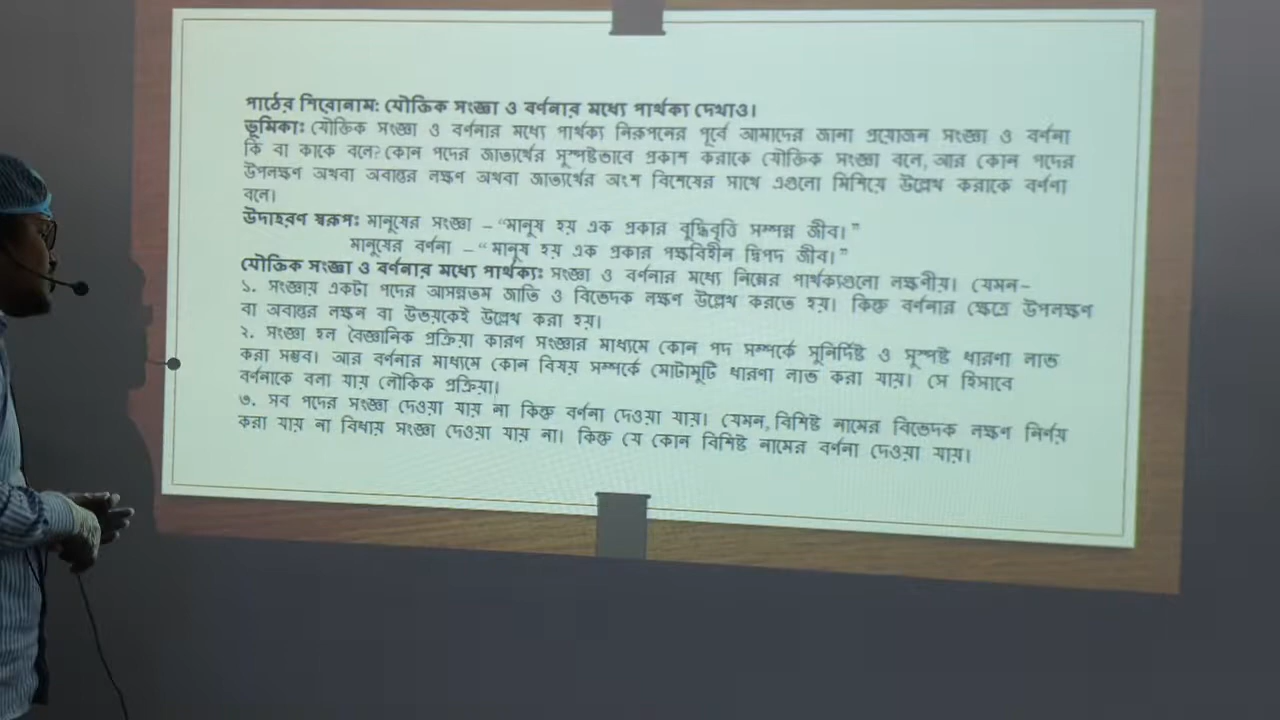 পাঠের শিরোনাম: যৌক্তিক সংজ্ঞা ও বর্ণনার মধ্যে পার্থক্য দেখাও।
ভূমিকাঃ যৌক্তিক সংজ্ঞা ও বর্ণনার মধ্যে পার্থক্য নিরূপনের পূর্বে আমাদের জানা প্রয়োজন সংজ্ঞা ও বর্ণনা
কি বা কাকে বলে? কোন পদের জাত্যর্থের সুস্পষ্টভাবে প্রকাশ করাকে যৌক্তিক সংজ্ঞা বলে, আর কোন পদের
উপলক্ষণ অথবা অবান্তর লক্ষণ অথবা জাত্যর্থের অংশ বিশেষের সাথে এগুলো মিশিয়ে উল্লেখ করাকে বর্ণনা
বলে।
উদাহরণ স্বরূপঃ মানুষের সংজ্ঞা – “মানুষ হয় এক প্রকার বুদ্ধিবৃত্তি সম্পন্ন জীব।”
মানুষের বর্ণনা – “ মানুষ হয় এক প্রকার পক্ষবিহীন দ্বিপদ জীব।”
যৌক্তিক সংজ্ঞা ও বর্ণনার মধ্যে পার্থক্যঃ সংজ্ঞা ও বর্ণনার মধ্যে নিম্নের পার্থক্যগুলো লক্ষনীয়। যেমন–
১. সংজ্ঞায় একটা পদের আসন্নতম জাতি ও বিভেদক লক্ষণ উল্লেখ করতে হয়। কিন্তু বর্ণনার ক্ষেত্রে উপলক্ষণ
বা অবান্তর লক্ষন বা উভয়কেই উল্লেখ করা হয়।
২. সংজ্ঞা হল বৈজ্ঞানিক প্রক্রিয়া কারণ সংজ্ঞার মাধ্যমে কোন পদ সম্পর্কে সুনির্দিষ্ট ও সুস্পষ্ট ধারণা লাভ
করা সম্ভব। আর বর্ণনার মাধ্যমে কোন বিষয় সম্পর্কে মোটামুটি ধারণা লাভ করা যায়। সে হিসাবে
বর্ণনাকে বলা যায় লৌকিক প্রক্রিয়া।
৩. সব পদের সংজ্ঞা দেওয়া যায় না কিন্তু বর্ণনা দেওয়া যায়। যেমন, বিশিষ্ট নামের বিভেদক লক্ষণ নির্ণয়
করা যায় না বিধায় সংজ্ঞা দেওয়া যায় না। কিন্তু যে কোন বিশিষ্ট নামের বর্ণনা দেওয়া যায়।